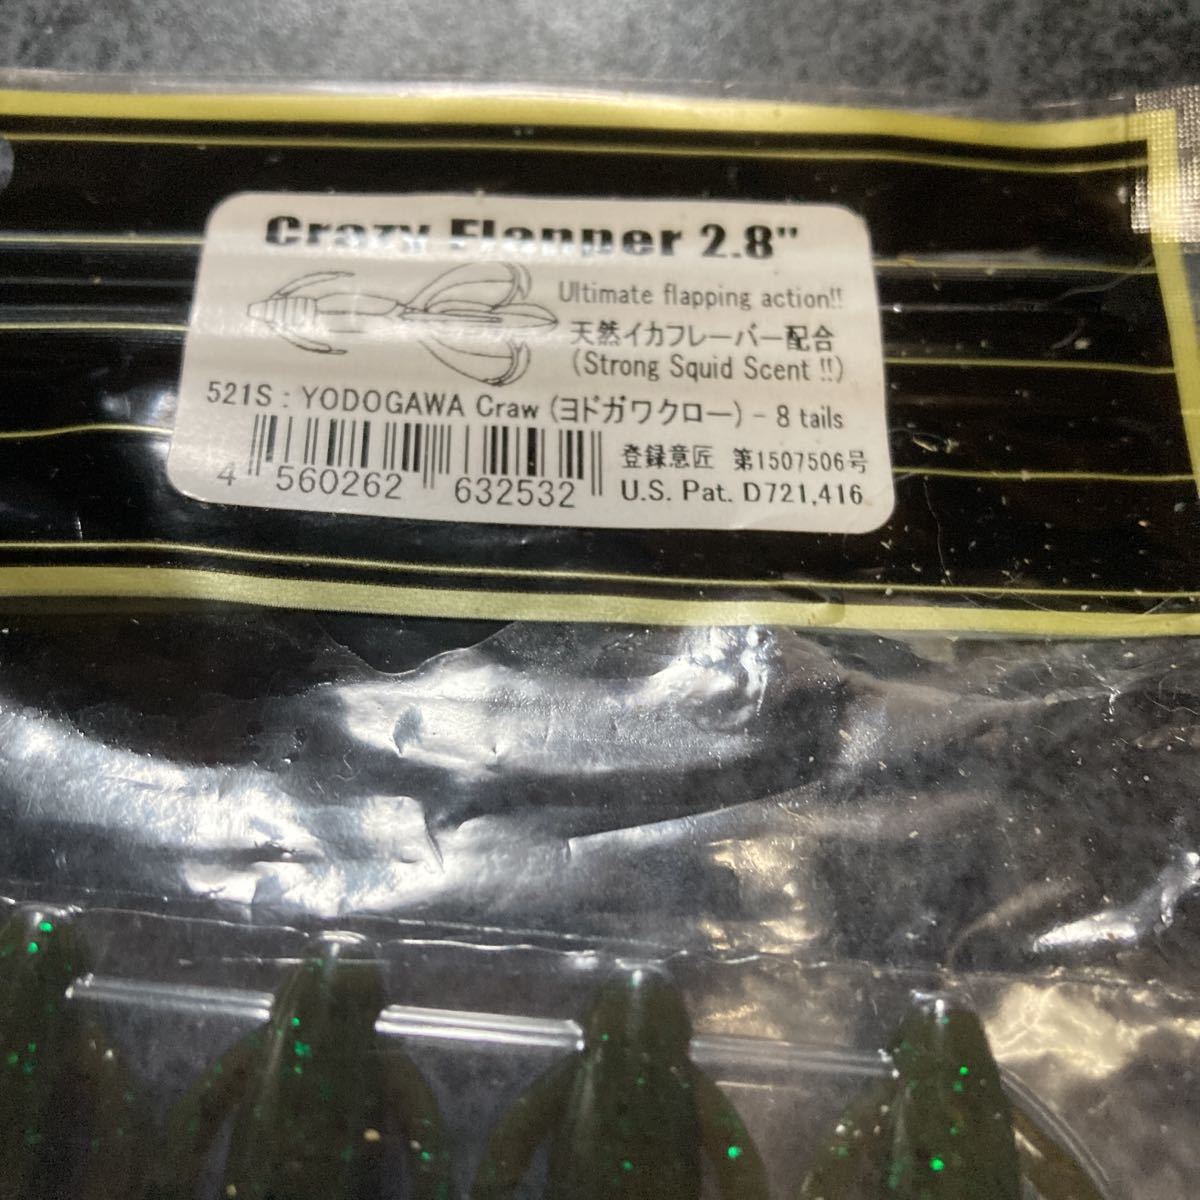 Crazy Flapper 2.8"
Ultimate flapping action!!
天然イカフレーバー配合
(Strong Squid Scent !!)
521S : YODOGAWA Craw (ヨドガワクロー) - 8 tails
4 560262 632532
登録意匠 第1507506号
U.S. Pat. D721,416